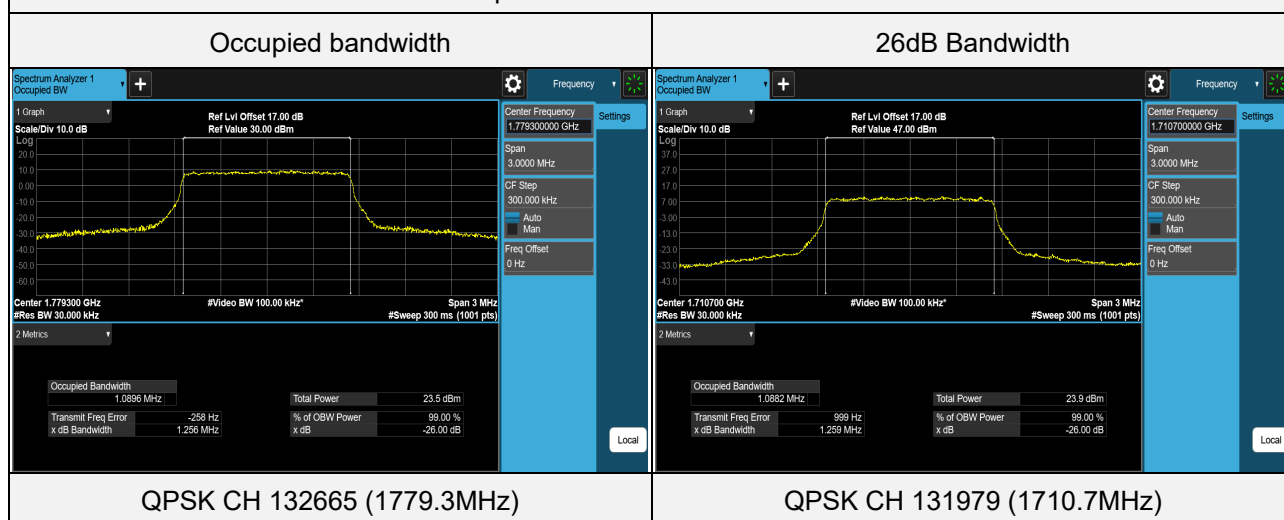 Occupied bandwidth
26dB Bandwidth
Spectrum Analyzer 1
Occupied BW
+
Frequency
1 Graph
Scale/Div 10.0 dB
Ref Lvl Offset 17.00 dB
Ref Value 30.00 dBm
Log
20.0
10.0
0.00
-10.0
-20.0
-30.0
-40.0
-50.0
-60.0
Center 1.779300 GHz
#Video BW 100.00 kHz*
Span 3 MHz
#Res BW 30.000 kHz
#Sweep 300 ms (1001 pts)
Center Frequency
1.779300000 GHz
Settings
Span
3.0000 MHz
CF Step
300.000 kHz
Auto
Man
Freq Offset
0 Hz
2 Metrics
Occupied Bandwidth
1.0896 MHz
Total Power 23.5 dBm
Transmit Freq Error -258 Hz
% of OBW Power 99.00 %
x dB Bandwidth 1.256 MHz
x dB -26.00 dB
Local
Spectrum Analyzer 1
Occupied BW
+
Frequency
1 Graph
Scale/Div 10.0 dB
Ref Lvl Offset 17.00 dB
Ref Value 47.00 dBm
Log
37.0
27.0
17.0
7.00
-3.00
-13.0
-23.0
-33.0
-43.0
Center 1.710700 GHz
#Video BW 100.00 kHz*
Span 3 MHz
#Res BW 30.000 kHz
#Sweep 300 ms (1001 pts)
Center Frequency
1.710700000 GHz
Settings
Span
3.0000 MHz
CF Step
300.000 kHz
Auto
Man
Freq Offset
0 Hz
2 Metrics
Occupied Bandwidth
1.0882 MHz
Total Power 23.9 dBm
Transmit Freq Error 999 Hz
% of OBW Power 99.00 %
x dB Bandwidth 1.259 MHz
x dB -26.00 dB
Local
QPSK CH 132665 (1779.3MHz)
QPSK CH 131979 (1710.7MHz)